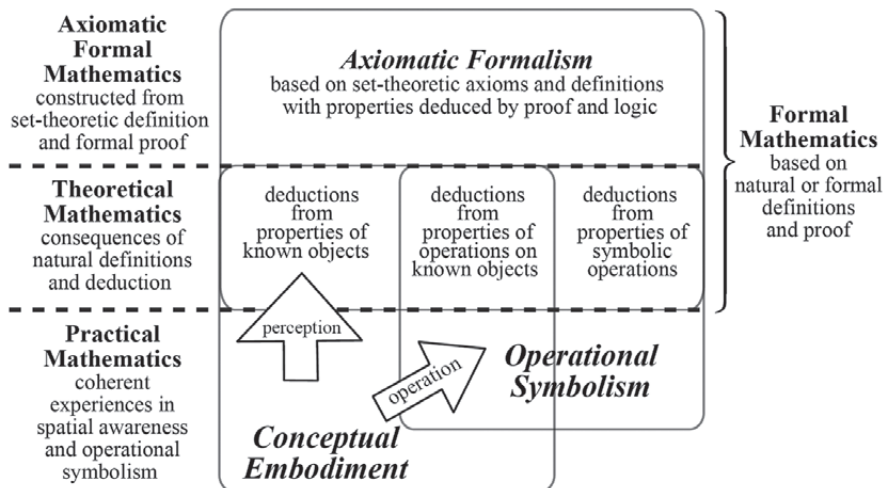 Axiomatic
Formal
Mathematics
constructed from
set-theoretic definition
and formal proof
Axiomatic Formalism
based on set-theoretic axioms and definitions
with properties deduced by proof and logic
Formal
Mathematics
based on
natural or formal
definitions
and proof
Theoretical
Mathematics
consequences of
natural definitions
and deduction
deductions
from
properties of
known objects
deductions
from
properties of
operations on
known objects
deductions
from
properties of
symbolic
operations
Practical
Mathematics
coherent
experiences in
spatial awareness
and operational
symbolism
perception
operation
Operational
Symbolism
Conceptual
Embodiment